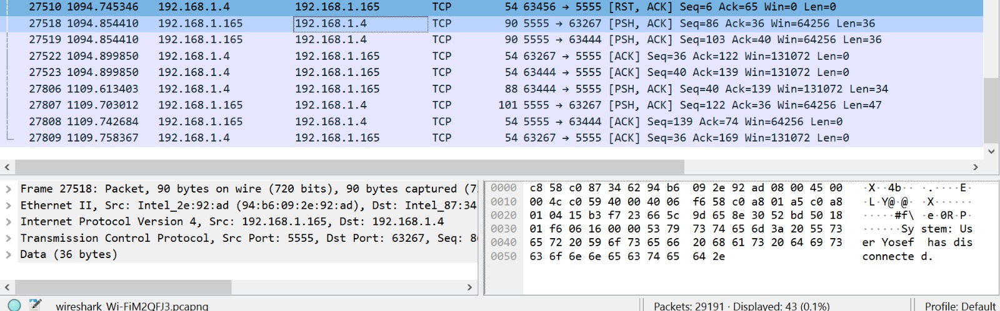 27510 1094.745346 192.168.1.4 192.168.1.165 TCP 54 63456 → 5555 [RST, ACK] Seq=6 Ack=65 Win=0 Len=0
27518 1094.854410 192.168.1.165 192.168.1.4 TCP 90 5555 → 63267 [PSH, ACK] Seq=86 Ack=36 Win=64256 Len=36
27519 1094.854410 192.168.1.165 192.168.1.4 TCP 90 5555 → 63444 [PSH, ACK] Seq=103 Ack=40 Win=64256 Len=36
27522 1094.899850 192.168.1.4 192.168.1.165 TCP 54 63267 → 5555 [ACK] Seq=36 Ack=122 Win=131072 Len=0
27523 1094.899850 192.168.1.4 192.168.1.165 TCP 54 63444 → 5555 [ACK] Seq=40 Ack=139 Win=131072 Len=0
27806 1109.613403 192.168.1.4 192.168.1.165 TCP 88 63444 → 5555 [PSH, ACK] Seq=40 Ack=139 Win=131072 Len=34
27807 1109.703012 192.168.1.165 192.168.1.4 TCP 101 5555 → 63267 [PSH, ACK] Seq=122 Ack=36 Win=64256 Len=47
27808 1109.742684 192.168.1.165 192.168.1.4 TCP 54 5555 → 63444 [ACK] Seq=139 Ack=74 Win=64256 Len=0
27809 1109.758367 192.168.1.4 192.168.1.165 TCP 54 63267 → 5555 [ACK] Seq=36 Ack=169 Win=131072 Len=0
Frame 27518: Packet, 90 bytes on wire (720 bits), 90 bytes captured (7
Ethernet II, Src: Intel_2e:92:ad (94:b6:09:2e:92:ad), Dst: Intel_87:34
Internet Protocol Version 4, Src: 192.168.1.165, Dst: 192.168.1.4
Transmission Control Protocol, Src Port: 5555, Dst Port: 63267, Seq: 8
Data (36 bytes)
0000 c8 58 c0 87 34 62 94 b6 09 2e 92 ad 08 00 45 00 ·X··4b·· ·.····E·
0010 00 4c c0 59 40 00 40 06 f6 58 c0 a8 01 a5 c0 a8 ·L·Y@·@· ·X······
0020 01 04 15 b3 f7 23 66 5c 9d 65 8e 30 52 bd 50 18 ·····#f\ ·e·0R·P·
0030 01 f6 06 16 00 00 53 79 73 74 65 6d 3a 20 55 73 ······Sy stem: Us
0040 65 72 20 59 6f 73 65 66 20 68 61 73 20 64 69 73 er Yosef has dis
0050 63 6f 6e 6e 65 63 74 65 64 2e connecte d.
wireshark_Wi-FiM2QFJ3.pcapng
Packets: 29191 · Displayed: 43 (0.1%)
Profile: Default